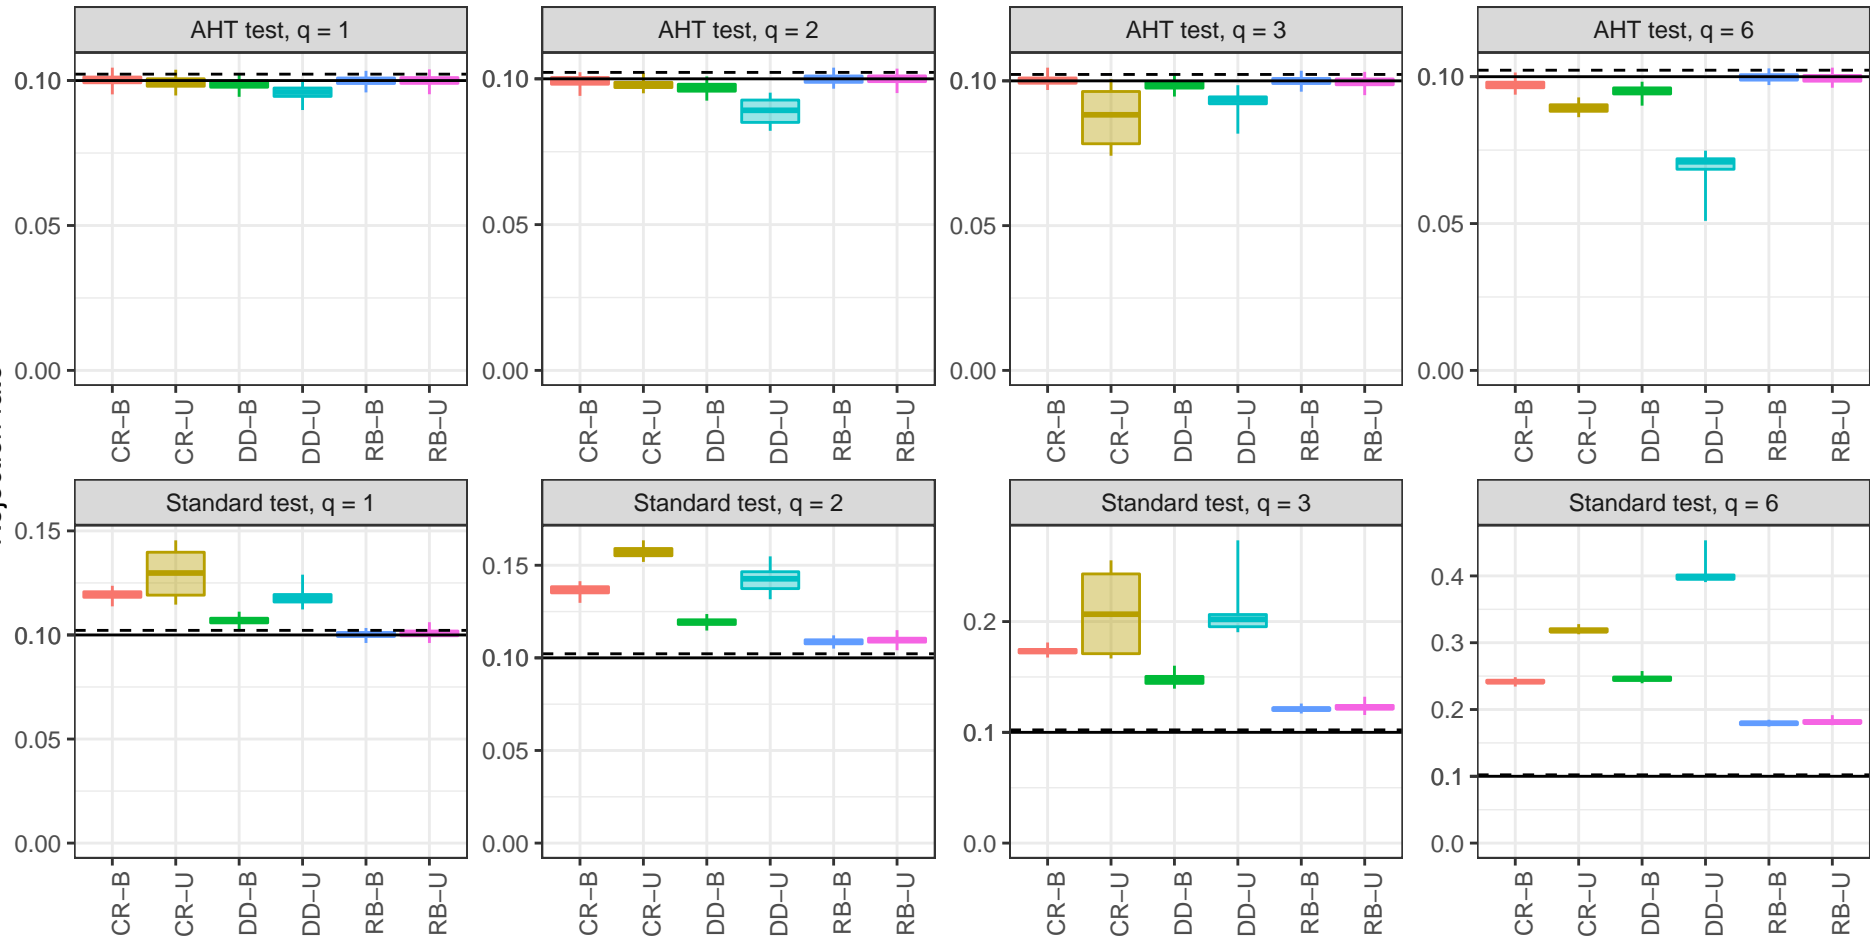 AHT test, q = 1
AHT test, q = 2
AHT test, q = 3
AHT test, q = 6
0.10
0.05
0.00
0.10
0.05
0.00
0.10
0.05
0.00
0.10
0.05
0.00
CR−B
CR−U
DD−B
DD−U
RB−B
RB−U
CR−B
CR−U
DD−B
DD−U
RB−B
RB−U
CR−B
CR−U
DD−B
DD−U
RB−B
RB−U
CR−B
CR−U
DD−B
DD−U
RB−B
RB−U
Standard test, q = 1
Standard test, q = 2
Standard test, q = 3
Standard test, q = 6
0.15
0.10
0.05
0.00
0.15
0.10
0.05
0.00
0.2
0.1
0.0
0.4
0.3
0.2
0.1
0.0
CR−B
CR−U
DD−B
DD−U
RB−B
RB−U
CR−B
CR−U
DD−B
DD−U
RB−B
RB−U
CR−B
CR−U
DD−B
DD−U
RB−B
RB−U
CR−B
CR−U
DD−B
DD−U
RB−B
RB−U